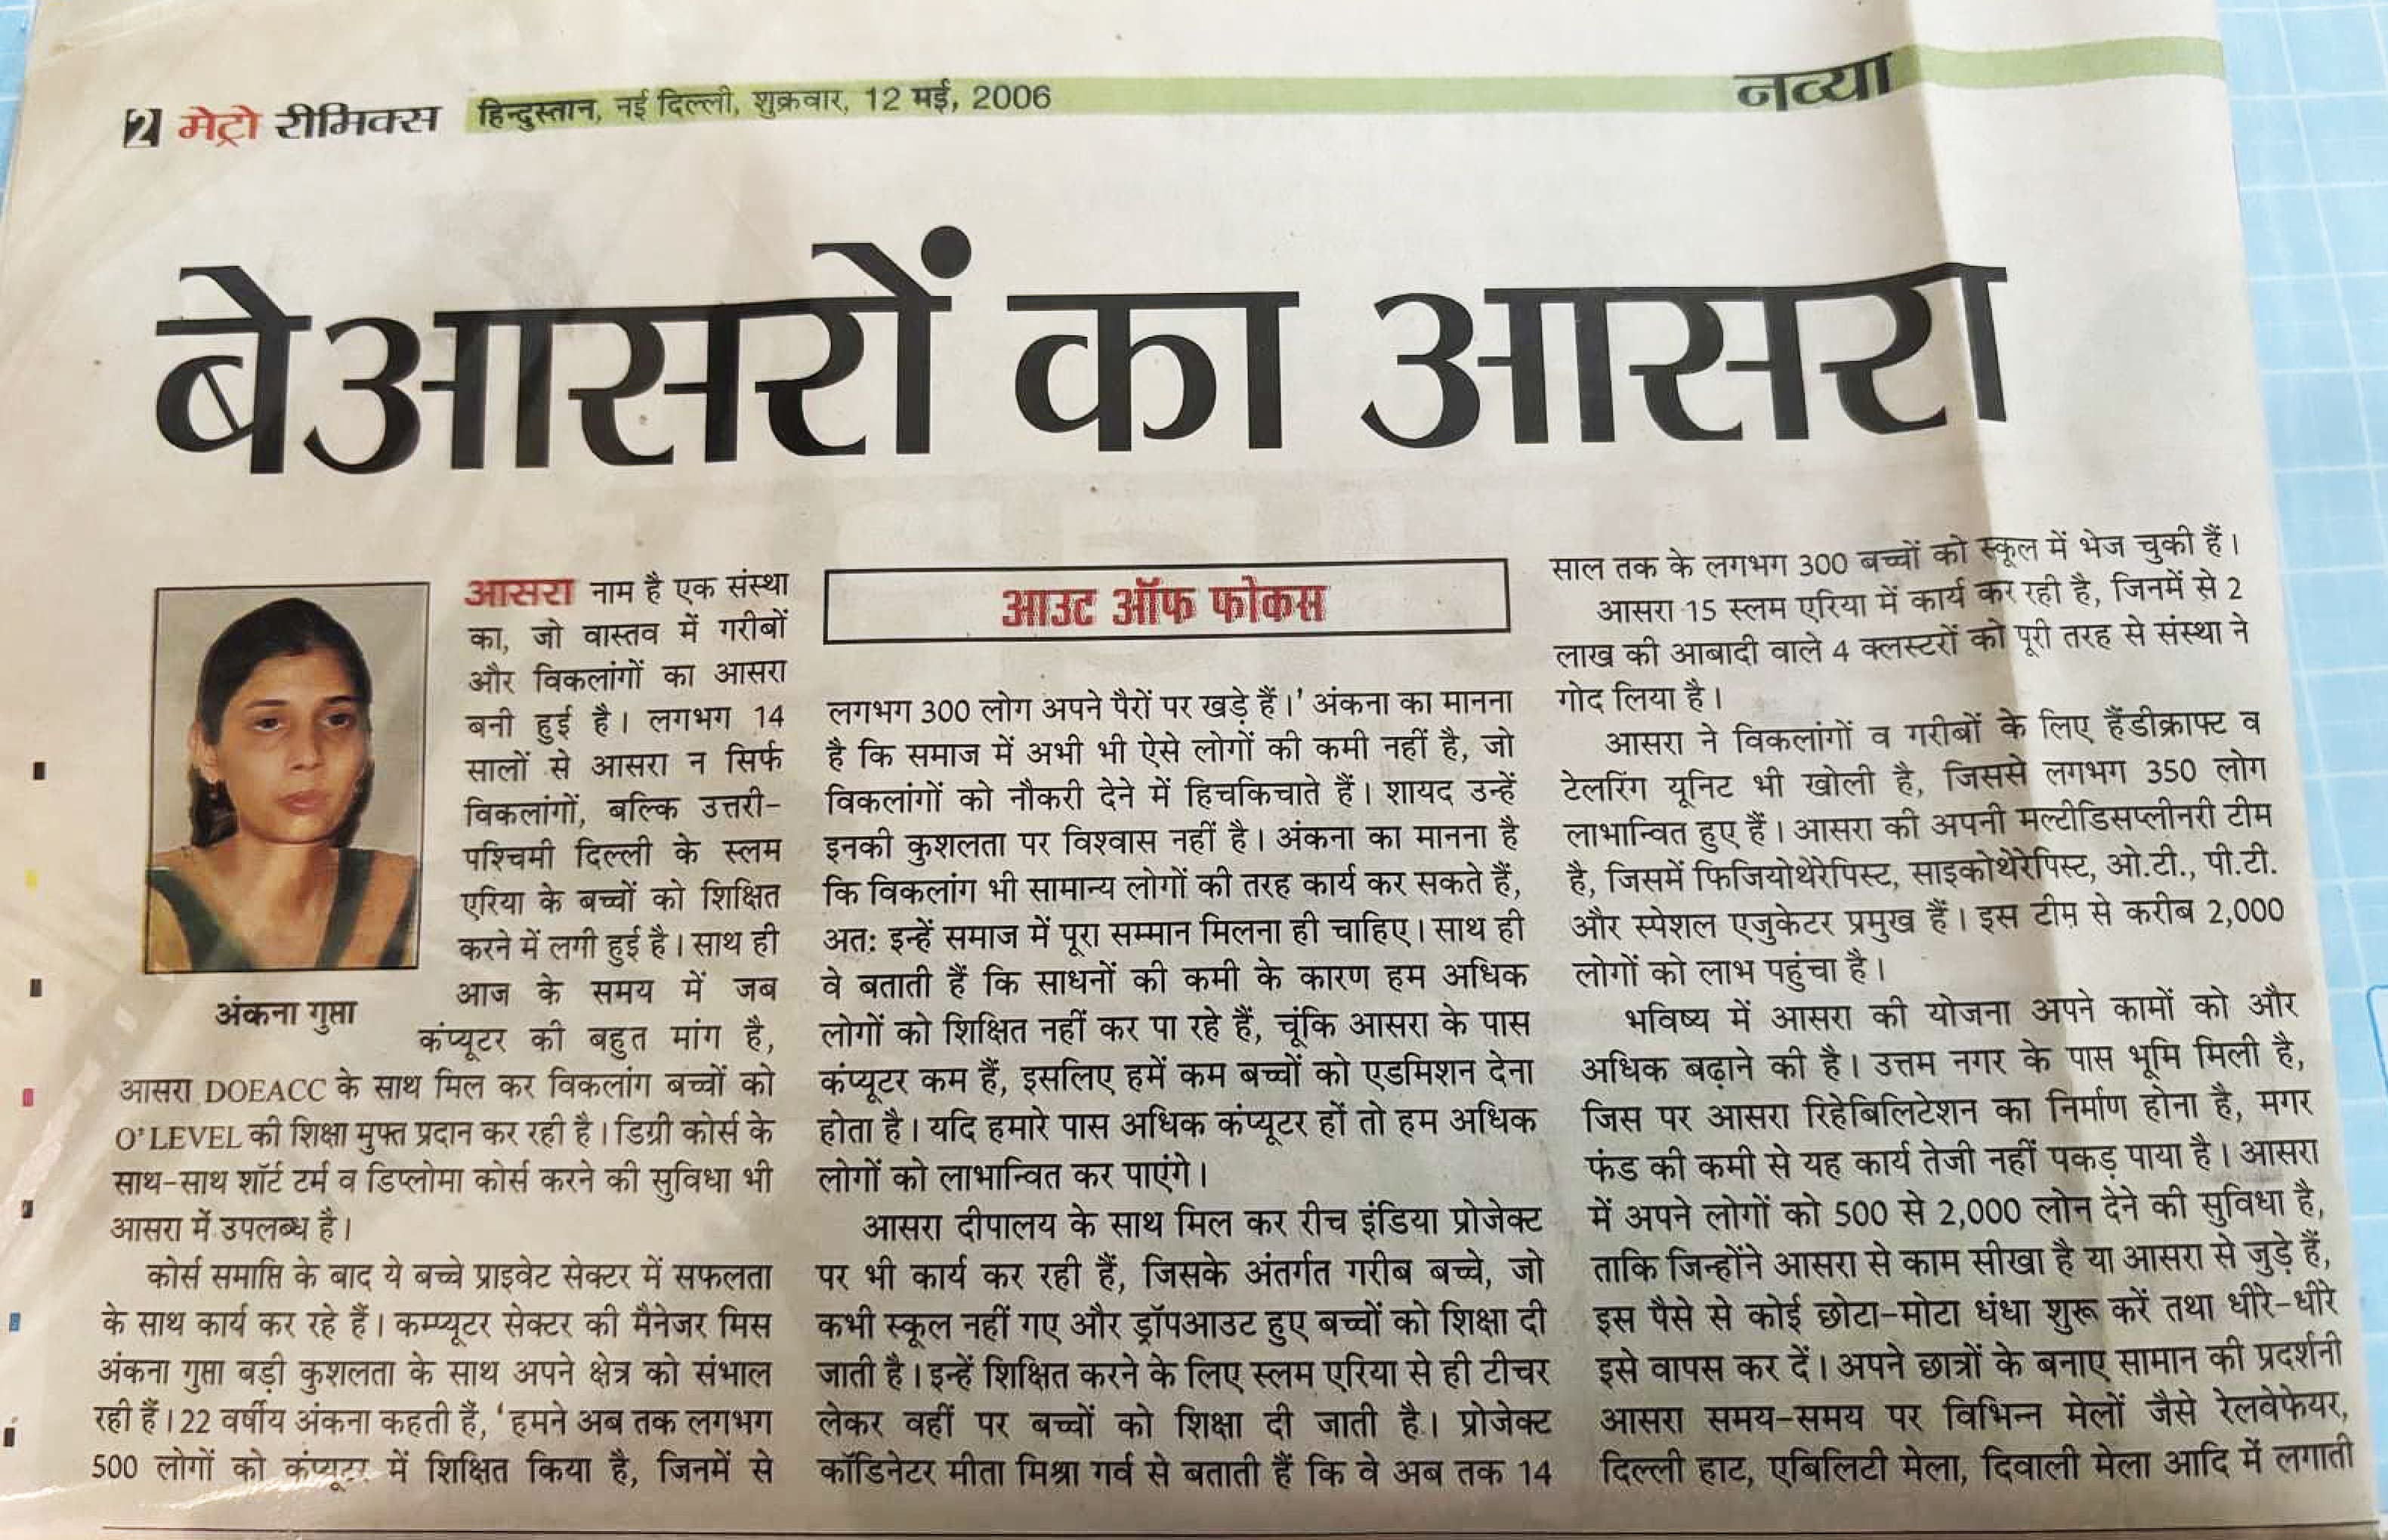 2 मेट्रो रीमिक्स हिन्दुस्तान, नई दिल्ली, शुक्रवार, 12 मई, 2006 नव्या
बेआसरों का आसरा
आसरा नाम है एक संस्था
का, जो वास्तव में गरीबों
और विकलांगों का आसरा
बनी हुई है। लगभग 14
सालों से आसरा न सिर्फ
विकलांगों, बल्कि उत्तरी-
पश्चिमी दिल्ली के स्लम
एरिया के बच्चों को शिक्षित
करने में लगी हुई है। साथ ही
आज के समय में जब
अंकना गुप्ता
कंप्यूटर की बहुत मांग है,
आसरा DOEACC के साथ मिल कर विकलांग बच्चों को
O'LEVEL की शिक्षा मुफ्त प्रदान कर रही है। डिग्री कोर्स के
साथ-साथ शॉर्ट टर्म व डिप्लोमा कोर्स करने की सुविधा भी
आसरा में उपलब्ध है।
कोर्स समाप्ति के बाद ये बच्चे प्राइवेट सेक्टर में सफलता
के साथ कार्य कर रहे हैं। कम्प्यूटर सेक्टर की मैनेजर मिस
अंकना गुप्ता बड़ी कुशलता के साथ अपने क्षेत्र को संभाल
रही हैं। 22 वर्षीय अंकना कहती हैं, 'हमने अब तक लगभग
500 लोगों को कंप्यूटर में शिक्षित किया है, जिनमें से
आउट ऑफ फोकस
लगभग 300 लोग अपने पैरों पर खड़े हैं।' अंकना का मानना
है कि समाज में अभी भी ऐसे लोगों की कमी नहीं है, जो
विकलांगों को नौकरी देने में हिचकिचाते हैं। शायद उन्हें
इनकी कुशलता पर विश्वास नहीं है। अंकना का मानना है
कि विकलांग भी सामान्य लोगों की तरह कार्य कर सकते हैं,
अतः इन्हें समाज में पूरा सम्मान मिलना ही चाहिए। साथ ही
वे बताती हैं कि साधनों की कमी के कारण हम अधिक
लोगों को शिक्षित नहीं कर पा रहे हैं, चूंकि आसरा के पास
कंप्यूटर कम हैं, इसलिए हमें कम बच्चों को एडमिशन देना
होता है। यदि हमारे पास अधिक कंप्यूटर हों तो हम अधिक
लोगों को लाभान्वित कर पाएंगे।
आसरा दीपालय के साथ मिल कर रीच इंडिया प्रोजेक्ट
पर भी कार्य कर रही हैं, जिसके अंतर्गत गरीब बच्चे, जो
कभी स्कूल नहीं गए और ड्रॉपआउट हुए बच्चों को शिक्षा दी
जाती है। इन्हें शिक्षित करने के लिए स्लम एरिया से ही टीचर
लेकर वहीं पर बच्चों को शिक्षा दी जाती है। प्रोजेक्ट
कॉडिनेटर मीता मिश्रा गर्व से बताती हैं कि वे अब तक 14
साल तक के लगभग 300 बच्चों को स्कूल में भेज चुकी हैं।
आसरा 15 स्लम एरिया में कार्य कर रही है, जिनमें से 2
लाख की आबादी वाले 4 क्लस्टरों को पूरी तरह से संस्था ने
गोद लिया है।
आसरा ने विकलांगों व गरीबों के लिए हैंडीक्राफ्ट व
टेलरिंग यूनिट भी खोली है, जिससे लगभग 350 लोग
लाभान्वित हुए हैं। आसरा की अपनी मल्टीडिसप्लीनरी टीम
है, जिसमें फिजियोथेरेपिस्ट, साइकोथेरेपिस्ट, ओ.टी., पी.टी.
और स्पेशल एजुकेटर प्रमुख हैं। इस टीम से करीब 2,000
लोगों को लाभ पहुंचा है।
भविष्य में आसरा की योजना अपने कामों को और
अधिक बढ़ाने की है। उत्तम नगर के पास भूमि मिली है,
जिस पर आसरा रिहेबिलिटेशन का निर्माण होना है, मगर
फंड की कमी से यह कार्य तेजी नहीं पकड़ पाया है। आसरा
में अपने लोगों को 500 से 2,000 लोन देने की सुविधा है,
ताकि जिन्होंने आसरा से काम सीखा है या आसरा से जुड़े हैं,
इस पैसे से कोई छोटा-मोटा धंधा शुरू करें तथा धीरे-धीरे
इसे वापस कर दें। अपने छात्रों के बनाए सामान की प्रदर्शनी
आसरा समय-समय पर विभिन्न मेलों जैसे रेलवेफेयर,
दिल्ली हाट, एबिलिटी मेला, दिवाली मेला आदि में लगाती